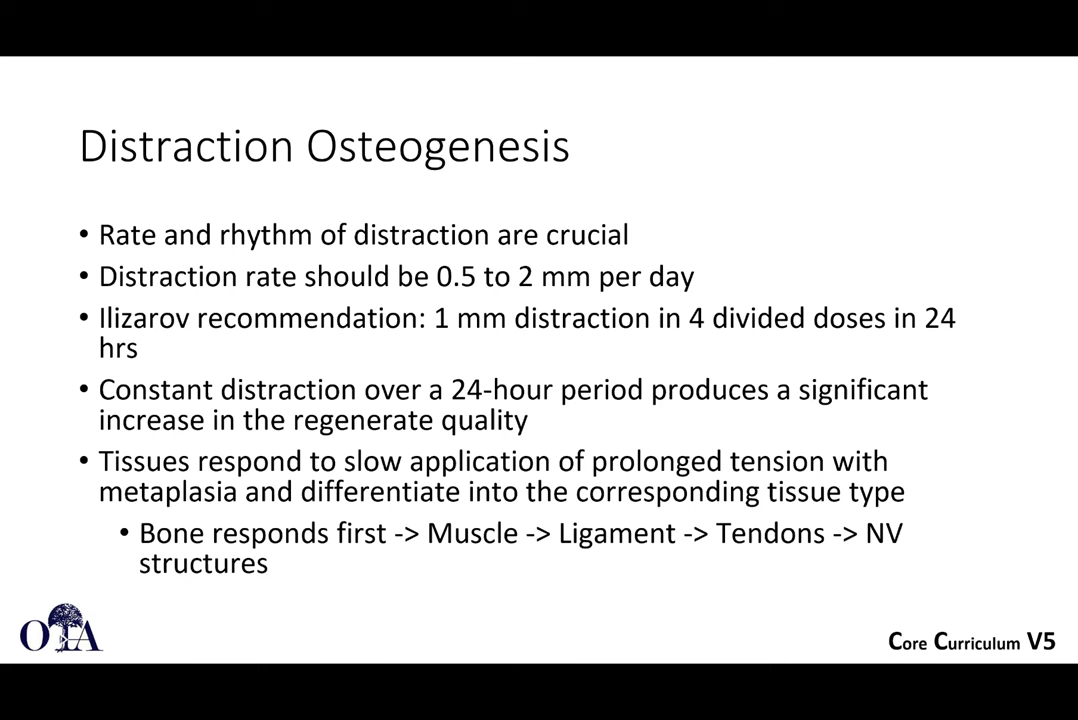 Distraction Osteogenesis
• Rate and rhythm of distraction are crucial
• Distraction rate should be 0.5 to 2 mm per day
• Ilizarov recommendation: 1 mm distraction in 4 divided doses in 24
hrs
• Constant distraction over a 24-hour period produces a significant
increase in the regenerate quality
• Tissues respond to slow application of prolonged tension with
metaplasia and differentiate into the corresponding tissue type
• Bone responds first -> Muscle -> Ligament -> Tendons -> NV
structures
OTA
Core Curriculum V5